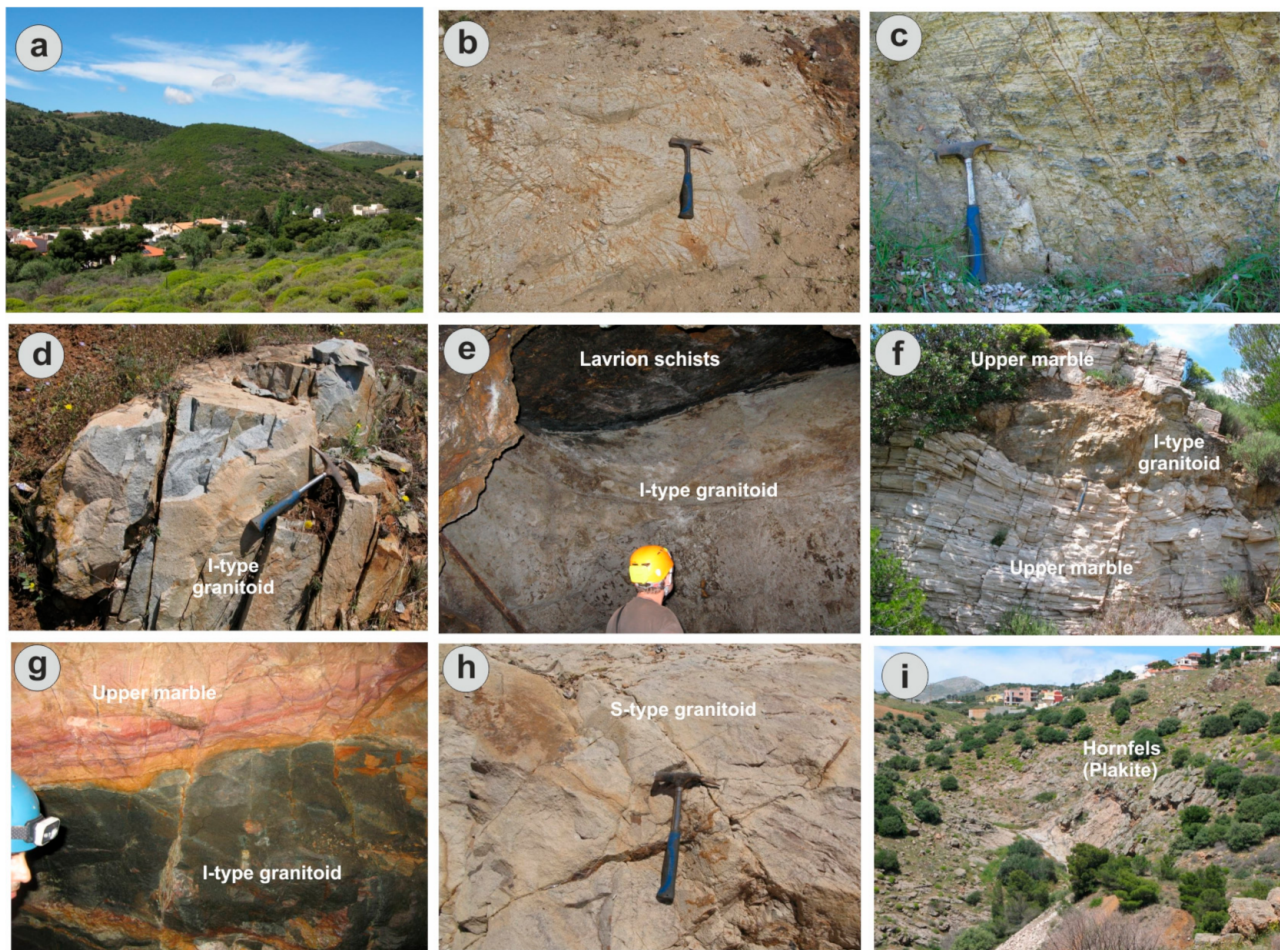 a
b
c
d
I-type
granitoid
e
Lavrion schists
I-type granitoid
f
Upper marble
I-type
granitoid
Upper marble
g
Upper marble
I-type granitoid
h
S-type granitoid
i
Hornfels
(Plakite)